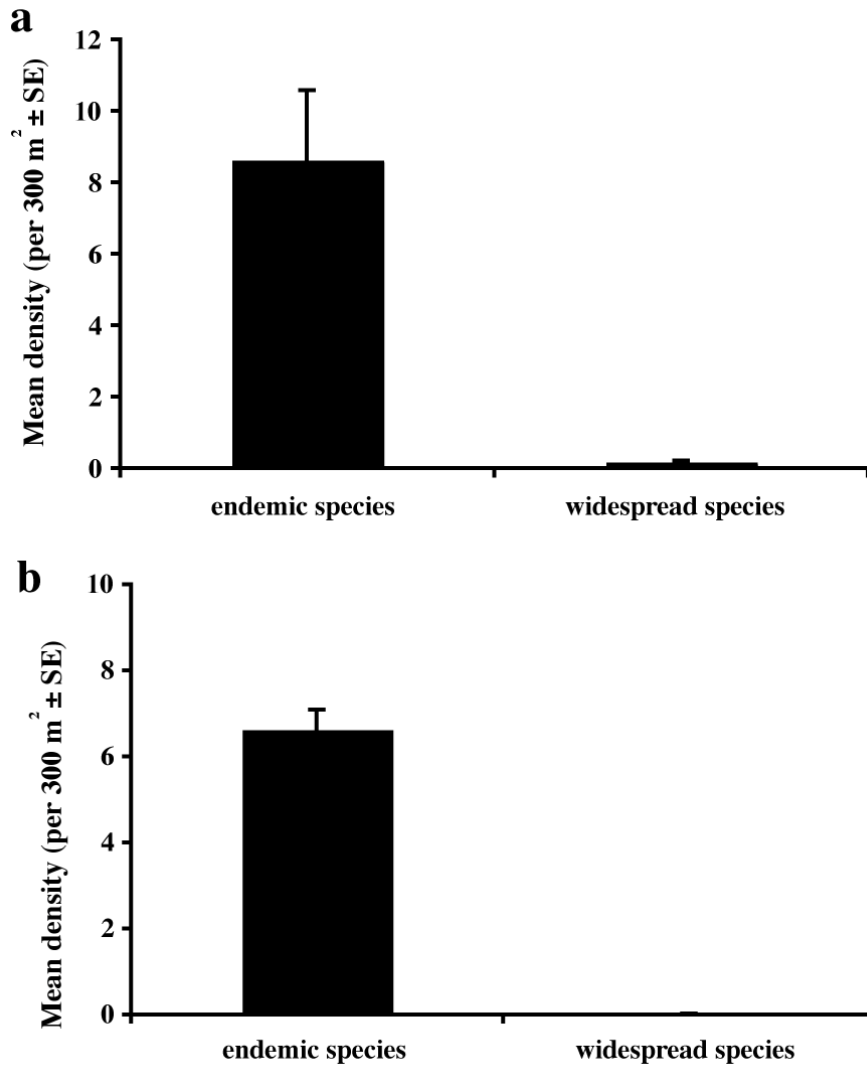 a
Mean density (per 300 m² ± SE)
12
10
8
6
4
2
0
endemic species
widespread species
b
Mean density (per 300 m² ± SE)
10
8
6
4
2
0
endemic species
widespread species